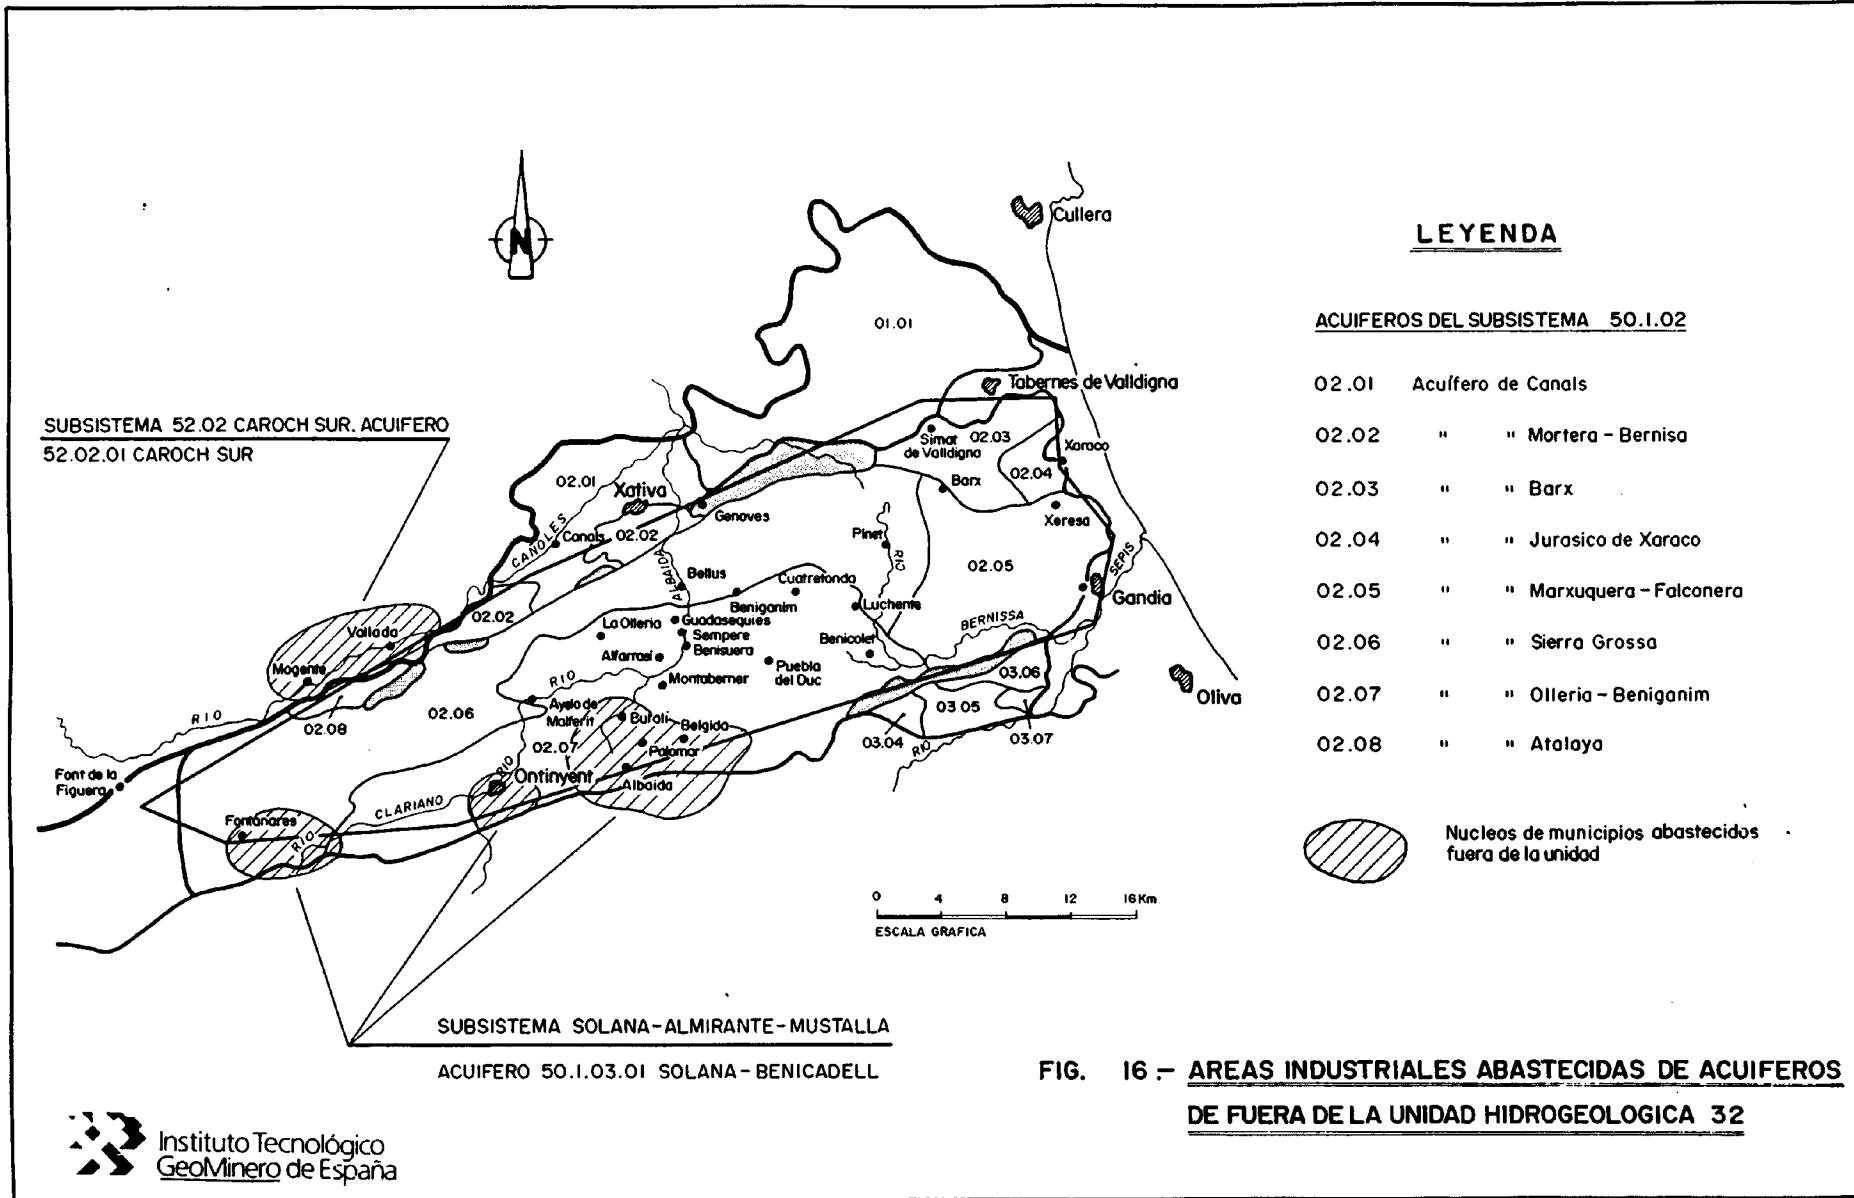 N
Cullera
LEYENDA
01.01
ACUIFEROS DEL SUBSISTEMA 50.1.02
Tabernes de Valldigna
02.01 Acuífero de Canals
SUBSISTEMA 52.02 CAROCH SUR. ACUIFERO
52.02.01 CAROCH SUR
02.02 " " Mortera - Bernisa
Simat
de Valldigna
02.03
Xaraco
02.04
02.01
Xativa
Barx
02.03 " " Barx
Genoves
Xeresa
CAÑOLES
Canals
02.02
Pinet
RIO
SEPIS
02.04 " " Jurasico de Xaraco
ALBAIDA
Bellus
Cuatretonda
02.05
Beniganim
Luchente
Gandia
02.05 " " Marxuquera - Falconera
02.02
La Olleria
Guadasequies
Sempere
Benisuera
BERNISSA
Vallada
Benicolet
02.06 " " Sierra Grossa
Alfarrasi
Puebla
del Duc
Mogente
RIO
Montaberner
03.06
Oliva
02.07 " " Olleria - Beniganim
RIO
02.08
02.06
Ayelo de
Malferit
Bufali
Belgida
03.05
03.04
RIO
03.07
02.08 " " Atalaya
02.07
Palomar
RIO
Ontinyent
Albaida
Font de la
Figuera
CLARIANO
Fontanares
RIO
Nucleos de municipios abastecidos
fuera de la unidad
0 4 8 12 16 Km.
ESCALA GRAFICA
SUBSISTEMA SOLANA - ALMIRANTE - MUSTALLA
ACUIFERO 50.1.03.01 SOLANA - BENICADELL
FIG. 16.- AREAS INDUSTRIALES ABASTECIDAS DE ACUIFEROS
DE FUERA DE LA UNIDAD HIDROGEOLOGICA 32
Instituto Tecnológico
GeoMinero de España